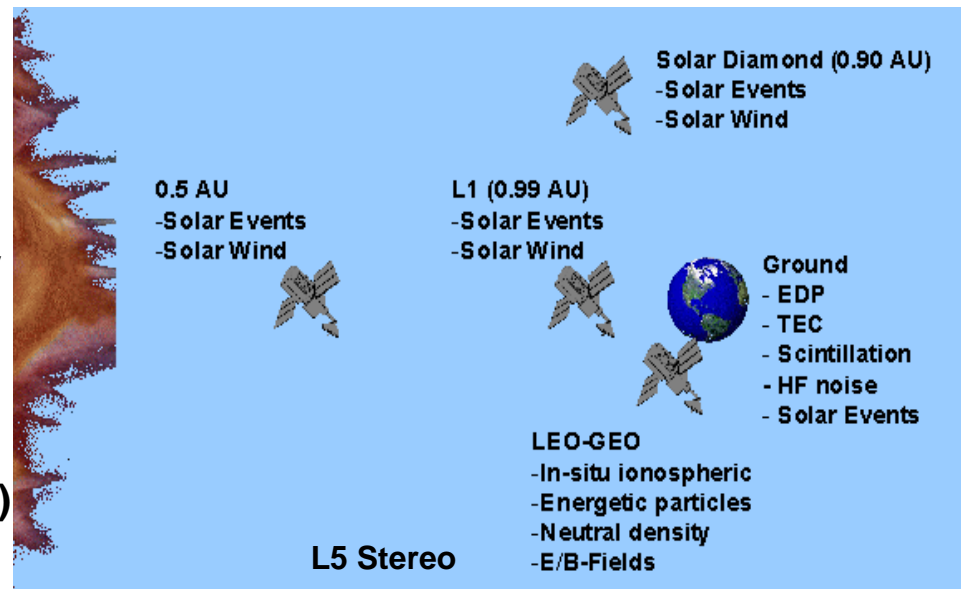 Solar Diamond (0.90 AU)
-Solar Events
-Solar Wind
0.5 AU
-Solar Events
-Solar Wind
L1 (0.99 AU)
-Solar Events
-Solar Wind
Ground
- EDP
- TEC
- Scintillation
- HF noise
- Solar Events
LEO-GEO
-In-situ ionospheric
-Energetic particles
-Neutral density
-E/B-Fields
)
L5 Stereo